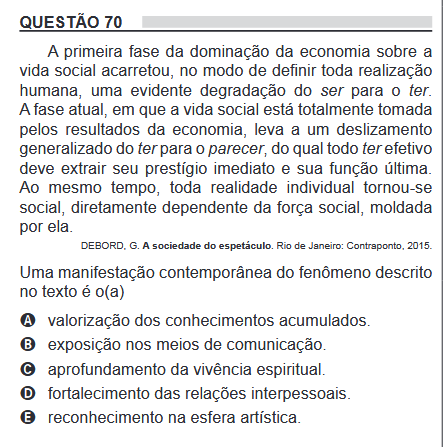 QUESTÃO 70
A primeira fase da dominação da economia sobre a
vida social acarretou, no modo de definir toda realização
humana, uma evidente degradação do ser para o ter.
A fase atual, em que a vida social está totalmente tomada
pelos resultados da economia, leva a um deslizamento
generalizado do ter para o parecer, do qual todo ter efetivo
deve extrair seu prestígio imediato e sua função última.
Ao mesmo tempo, toda realidade individual tornou-se
social, diretamente dependente da força social, moldada
por ela.
DEBORD, G. A sociedade do espetáculo. Rio de Janeiro: Contraponto, 2015.
Uma manifestação contemporânea do fenômeno descrito
no texto é o(a)
A valorização dos conhecimentos acumulados.
B exposição nos meios de comunicação.
C aprofundamento da vivência espiritual.
D fortalecimento das relações interpessoais.
E reconhecimento na esfera artística.